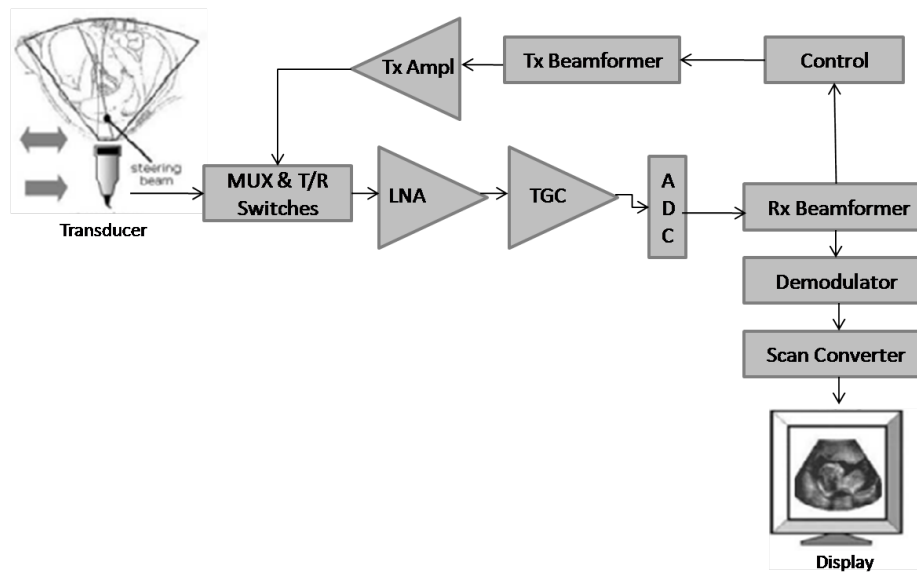 Tx Ampl
Tx Beamformer
Control
steering
beam
MUX & T/R
Switches
LNA
TGC
A
D
C
Rx Beamformer
Transducer
Demodulator
Scan Converter
Display